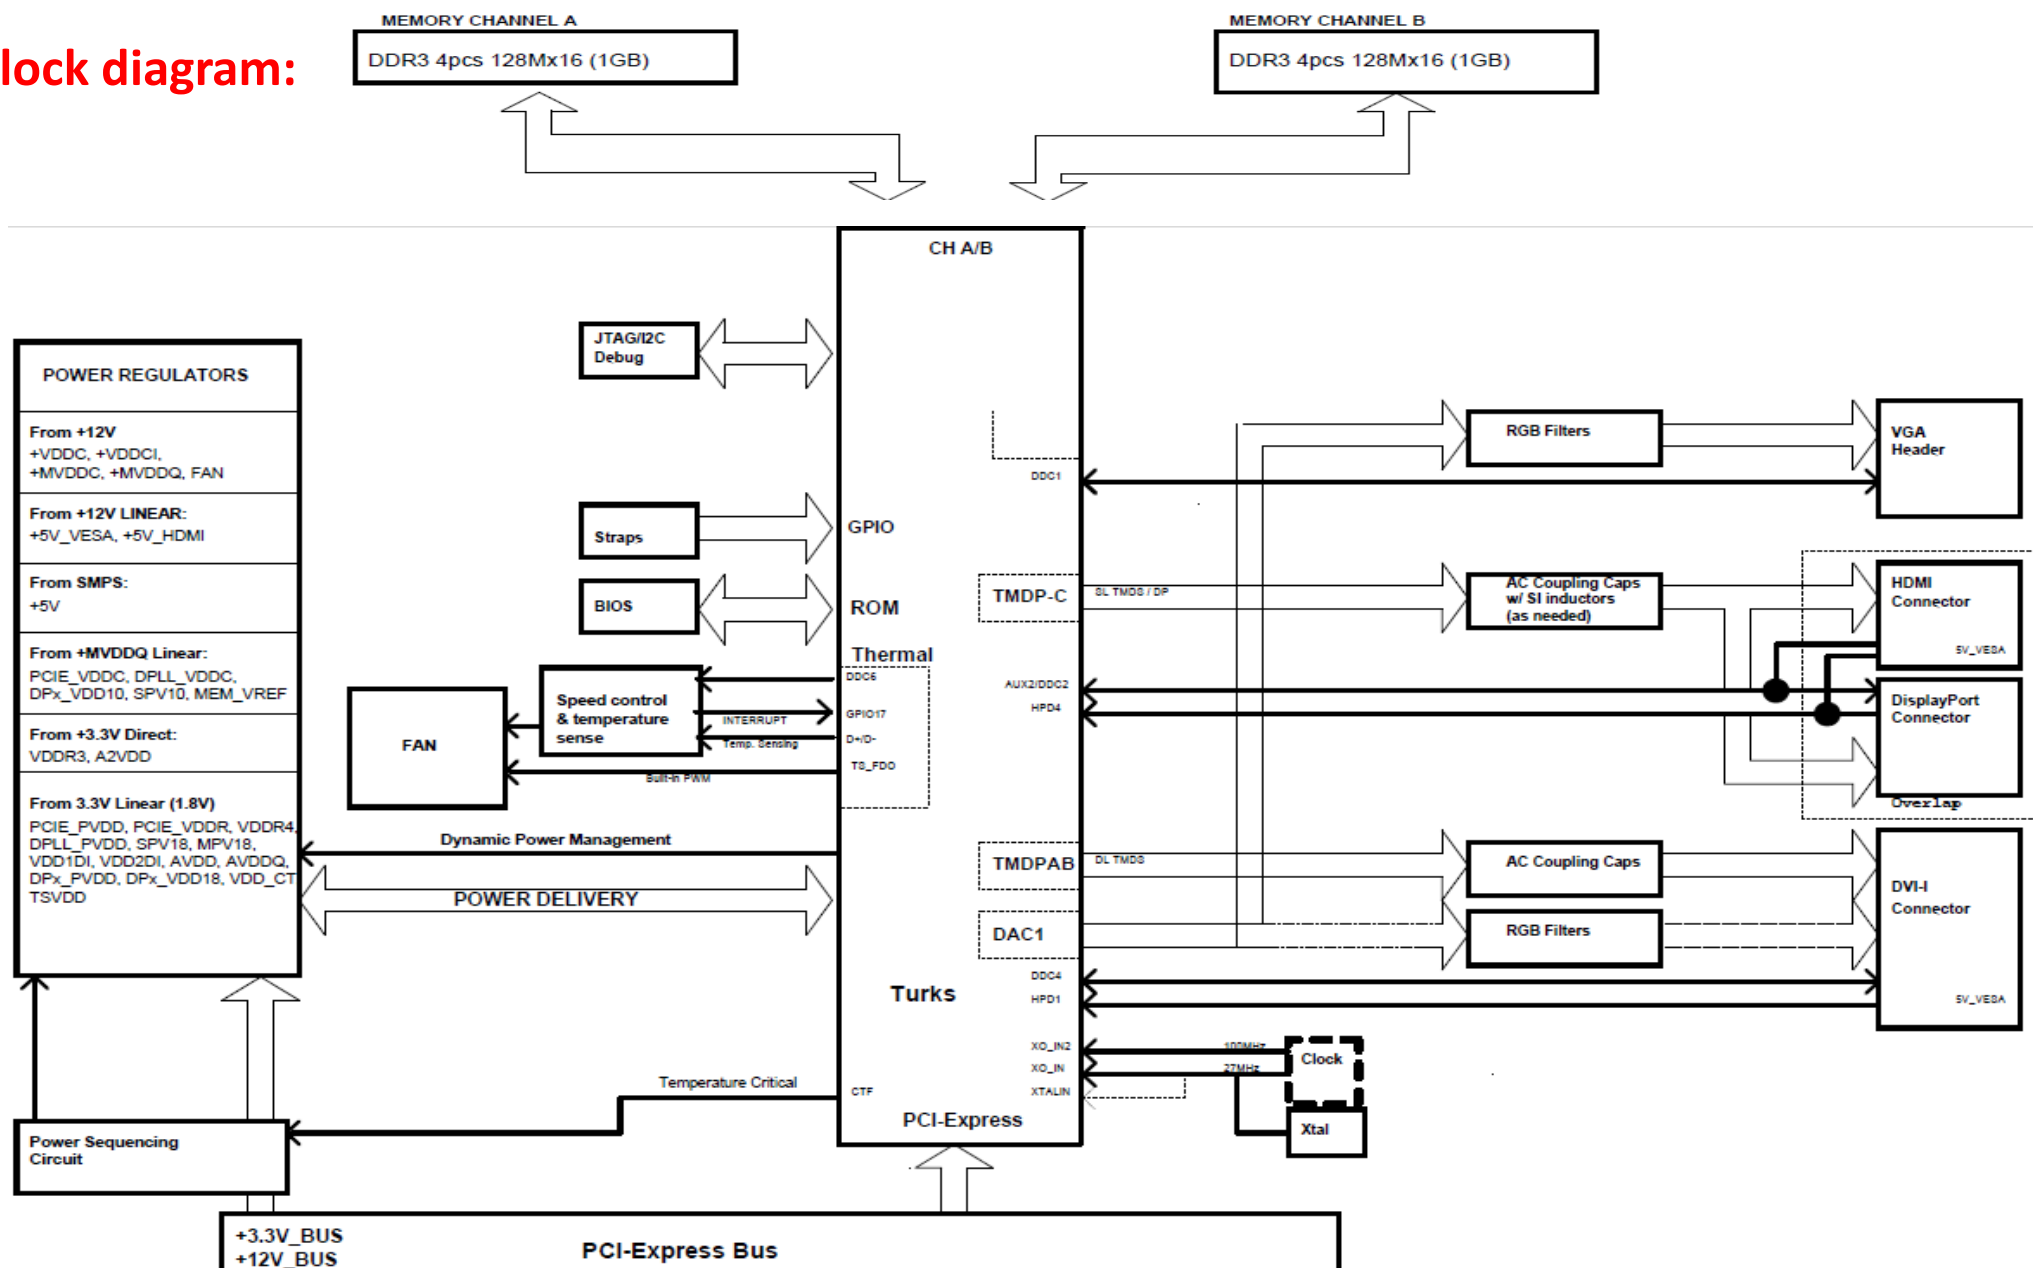 lock diagram:
MEMORY CHANNEL A
DDR3 4pcs 128Mx16 (1GB)
MEMORY CHANNEL B
DDR3 4pcs 128Mx16 (1GB)
CH A/B
JTAG/I2C
Debug
Straps
GPIO
BIOS
ROM
Thermal
DDC6
GPIO17
D+/D-
TS_FDO
Speed control
& temperature
sense
INTERRUPT
Temp. Sensing
Built-in PWM
FAN
POWER REGULATORS
From +12V
+VDDC, +VDDCI,
+MVDDC, +MVDDQ, FAN
From +12V LINEAR:
+5V_VESA, +5V_HDMI
From SMPS:
+5V
From +MVDDQ Linear:
PCIE_VDDC, DPLL_VDDC,
DPx_VDD10, SPV10, MEM_VREF
From +3.3V Direct:
VDDR3, A2VDD
From 3.3V Linear (1.8V)
PCIE_PVDD, PCIE_VDDR, VDDR4,
DPLL_PVDD, SPV18, MPV18,
VDD1DI, VDD2DI, AVDD, AVDDQ,
DPx_PVDD, DPx_VDD18, VDD_CT
TSVDD
Dynamic Power Management
POWER DELIVERY
Temperature Critical
CTF
Power Sequencing
Circuit
Turks
PCI-Express
+3.3V_BUS
+12V_BUS
PCI-Express Bus
DDC1
RGB Filters
VGA
Header
TMDP-C
SL TMDS / DP
AC Coupling Caps
w/ SI inductors
(as needed)
HDMI
Connector
5V_VESA
AUX2/DDC2
HPD4
DisplayPort
Connector
Overlap
TMDPAB
DL TMDS
AC Coupling Caps
DVI-I
Connector
DAC1
RGB Filters
DDC4
HPD1
5V_VESA
XO_IN2
100MHz
XO_IN
27MHz
XTALIN
Clock
Xtal